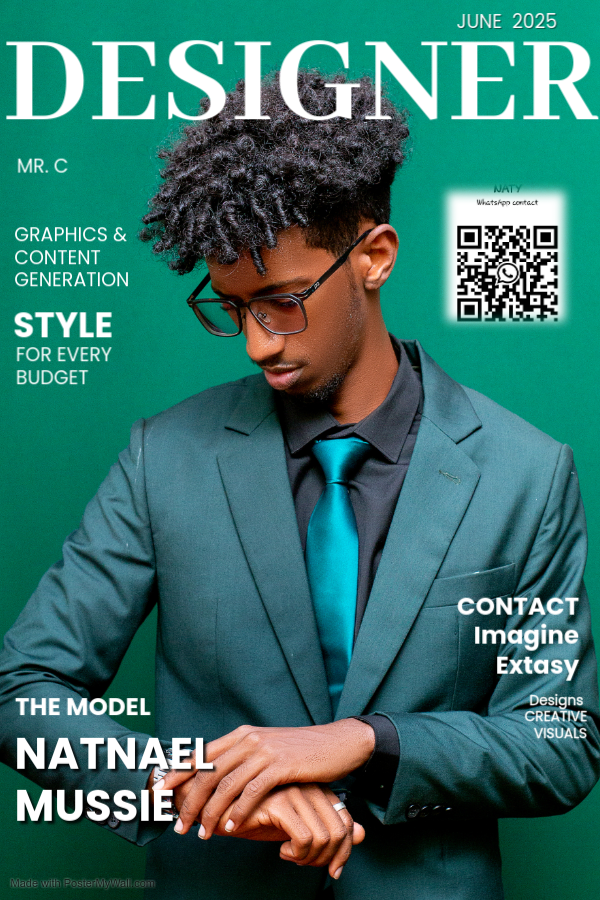 JUNE 2025
DESIGNER
MR. C
NATY
WhatsApp contact
GRAPHICS &
CONTENT
GENERATION
STYLE
FOR EVERY
BUDGET
CONTACT
Imagine
Extasy
Designs
CREATIVE
VISUALS
THE MODEL
NATNAEL
MUSSIE
Made with PosterMyWall.com